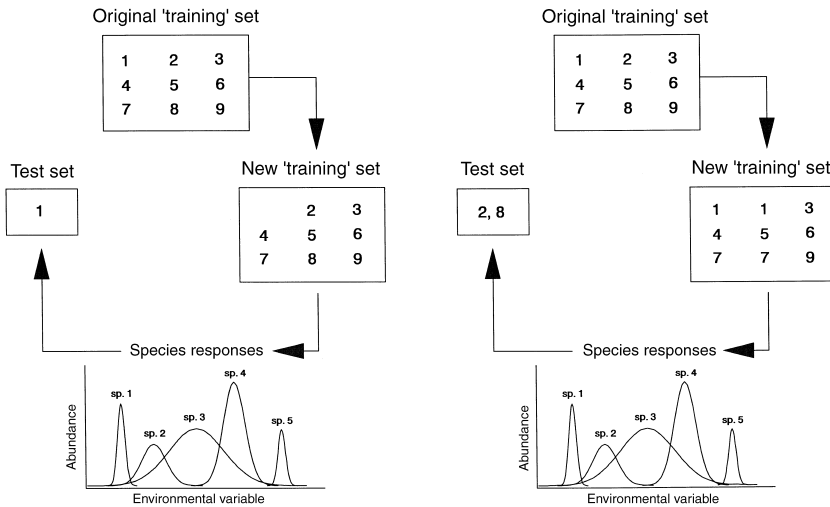 Original 'training' set
1 2 3
4 5 6
7 8 9
Test set
1
New 'training' set
2 3
4 5 6
7 8 9
Species responses
sp. 1
sp. 2
sp. 3
sp. 4
sp. 5
Abundance
Environmental variable
Original 'training' set
1 2 3
4 5 6
7 8 9
Test set
2, 8
New 'training' set
1 1 3
4 5 6
7 7 9
Species responses
sp. 1
sp. 2
sp. 3
sp. 4
sp. 5
Abundance
Environmental variable